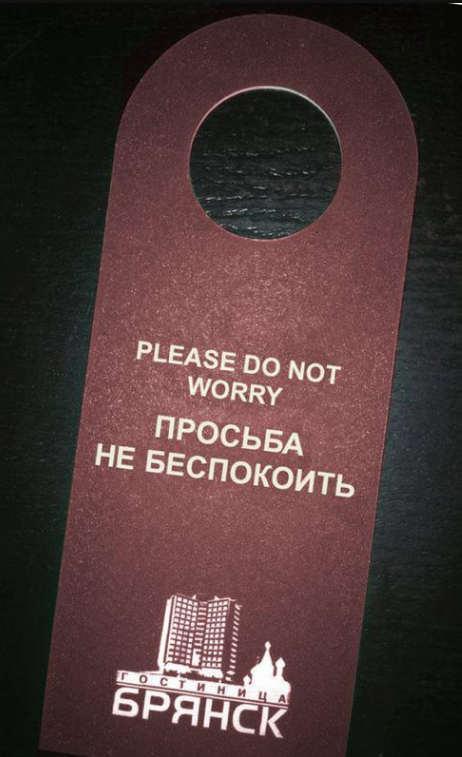 PLEASE DO NOT
WORRY
ПРОСЬБА
НЕ БЕСПОКОИТЬ
ГОСТИНИЦА
БРЯНСК